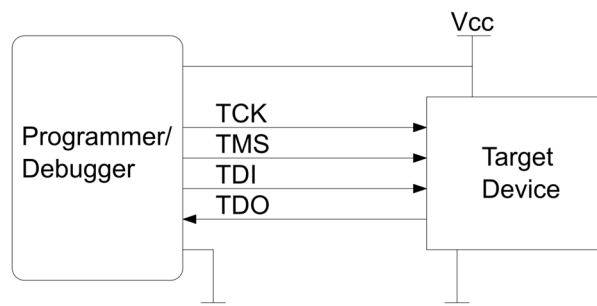 Vcc
TCK
TMS
TDI
TDO
Programmer/
Debugger
Target
Device